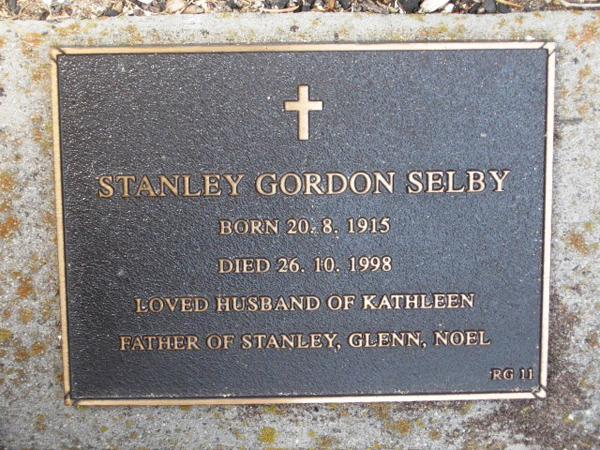 STANLEY GORDON SELBY
BORN 20. 8. 1915
DIED 26. 10. 1998
LOVED HUSBAND OF KATHLEEN
FATHER OF STANLEY, GLENN, NOEL
RG 11